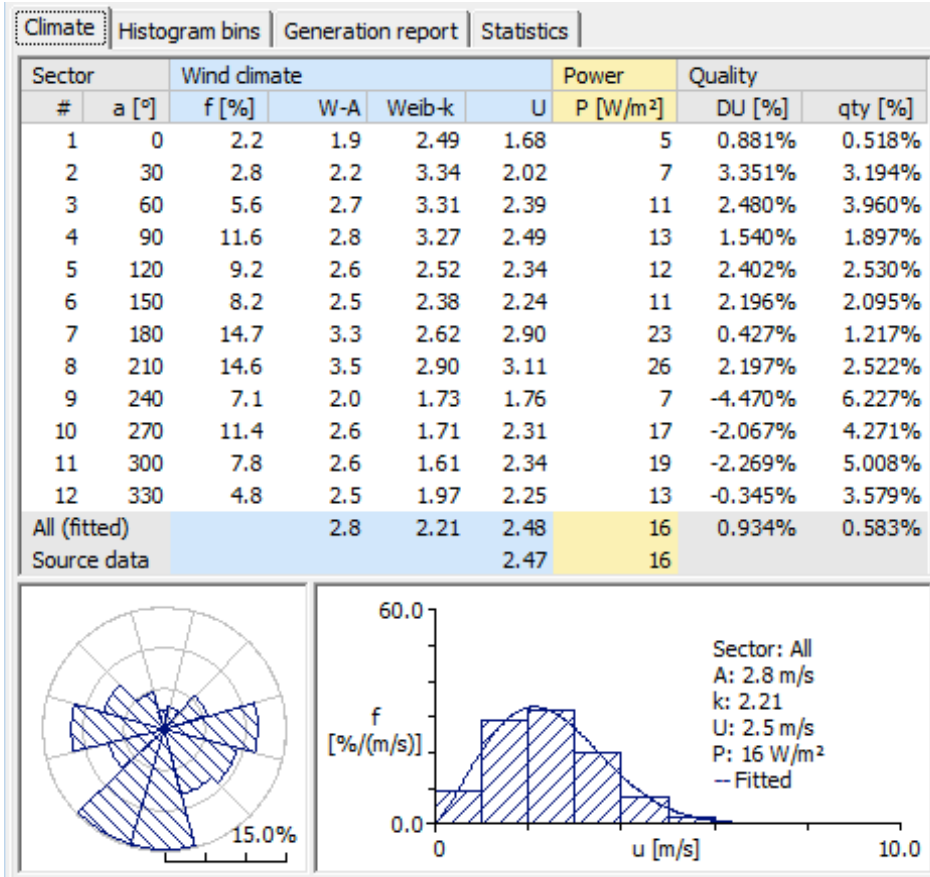 Climate Histogram bins Generation report Statistics
Sector Wind climate Power Quality
# a [°] f [%] W-A Weib-k U P [W/m²] DU [%] qty [%]
1 0 2.2 1.9 2.49 1.68 5 0.881% 0.518%
2 30 2.8 2.2 3.34 2.02 7 3.351% 3.194%
3 60 5.6 2.7 3.31 2.39 11 2.480% 3.960%
4 90 11.6 2.8 3.27 2.49 13 1.540% 1.897%
5 120 9.2 2.6 2.52 2.34 12 2.402% 2.530%
6 150 8.2 2.5 2.38 2.24 11 2.196% 2.095%
7 180 14.7 3.3 2.62 2.90 23 0.427% 1.217%
8 210 14.6 3.5 2.90 3.11 26 2.197% 2.522%
9 240 7.1 2.0 1.73 1.76 7 -4.470% 6.227%
10 270 11.4 2.6 1.71 2.31 17 -2.067% 4.271%
11 300 7.8 2.6 1.61 2.34 19 -2.269% 5.008%
12 330 4.8 2.5 1.97 2.25 13 -0.345% 3.579%
All (fitted) 2.8 2.21 2.48 16 0.934% 0.583%
Source data 2.47 16
15.0%
60.0
f
[%/(m/s)]
0.0
0 u [m/s] 10.0
Sector: All
A: 2.8 m/s
k: 2.21
U: 2.5 m/s
P: 16 W/m²
-- Fitted